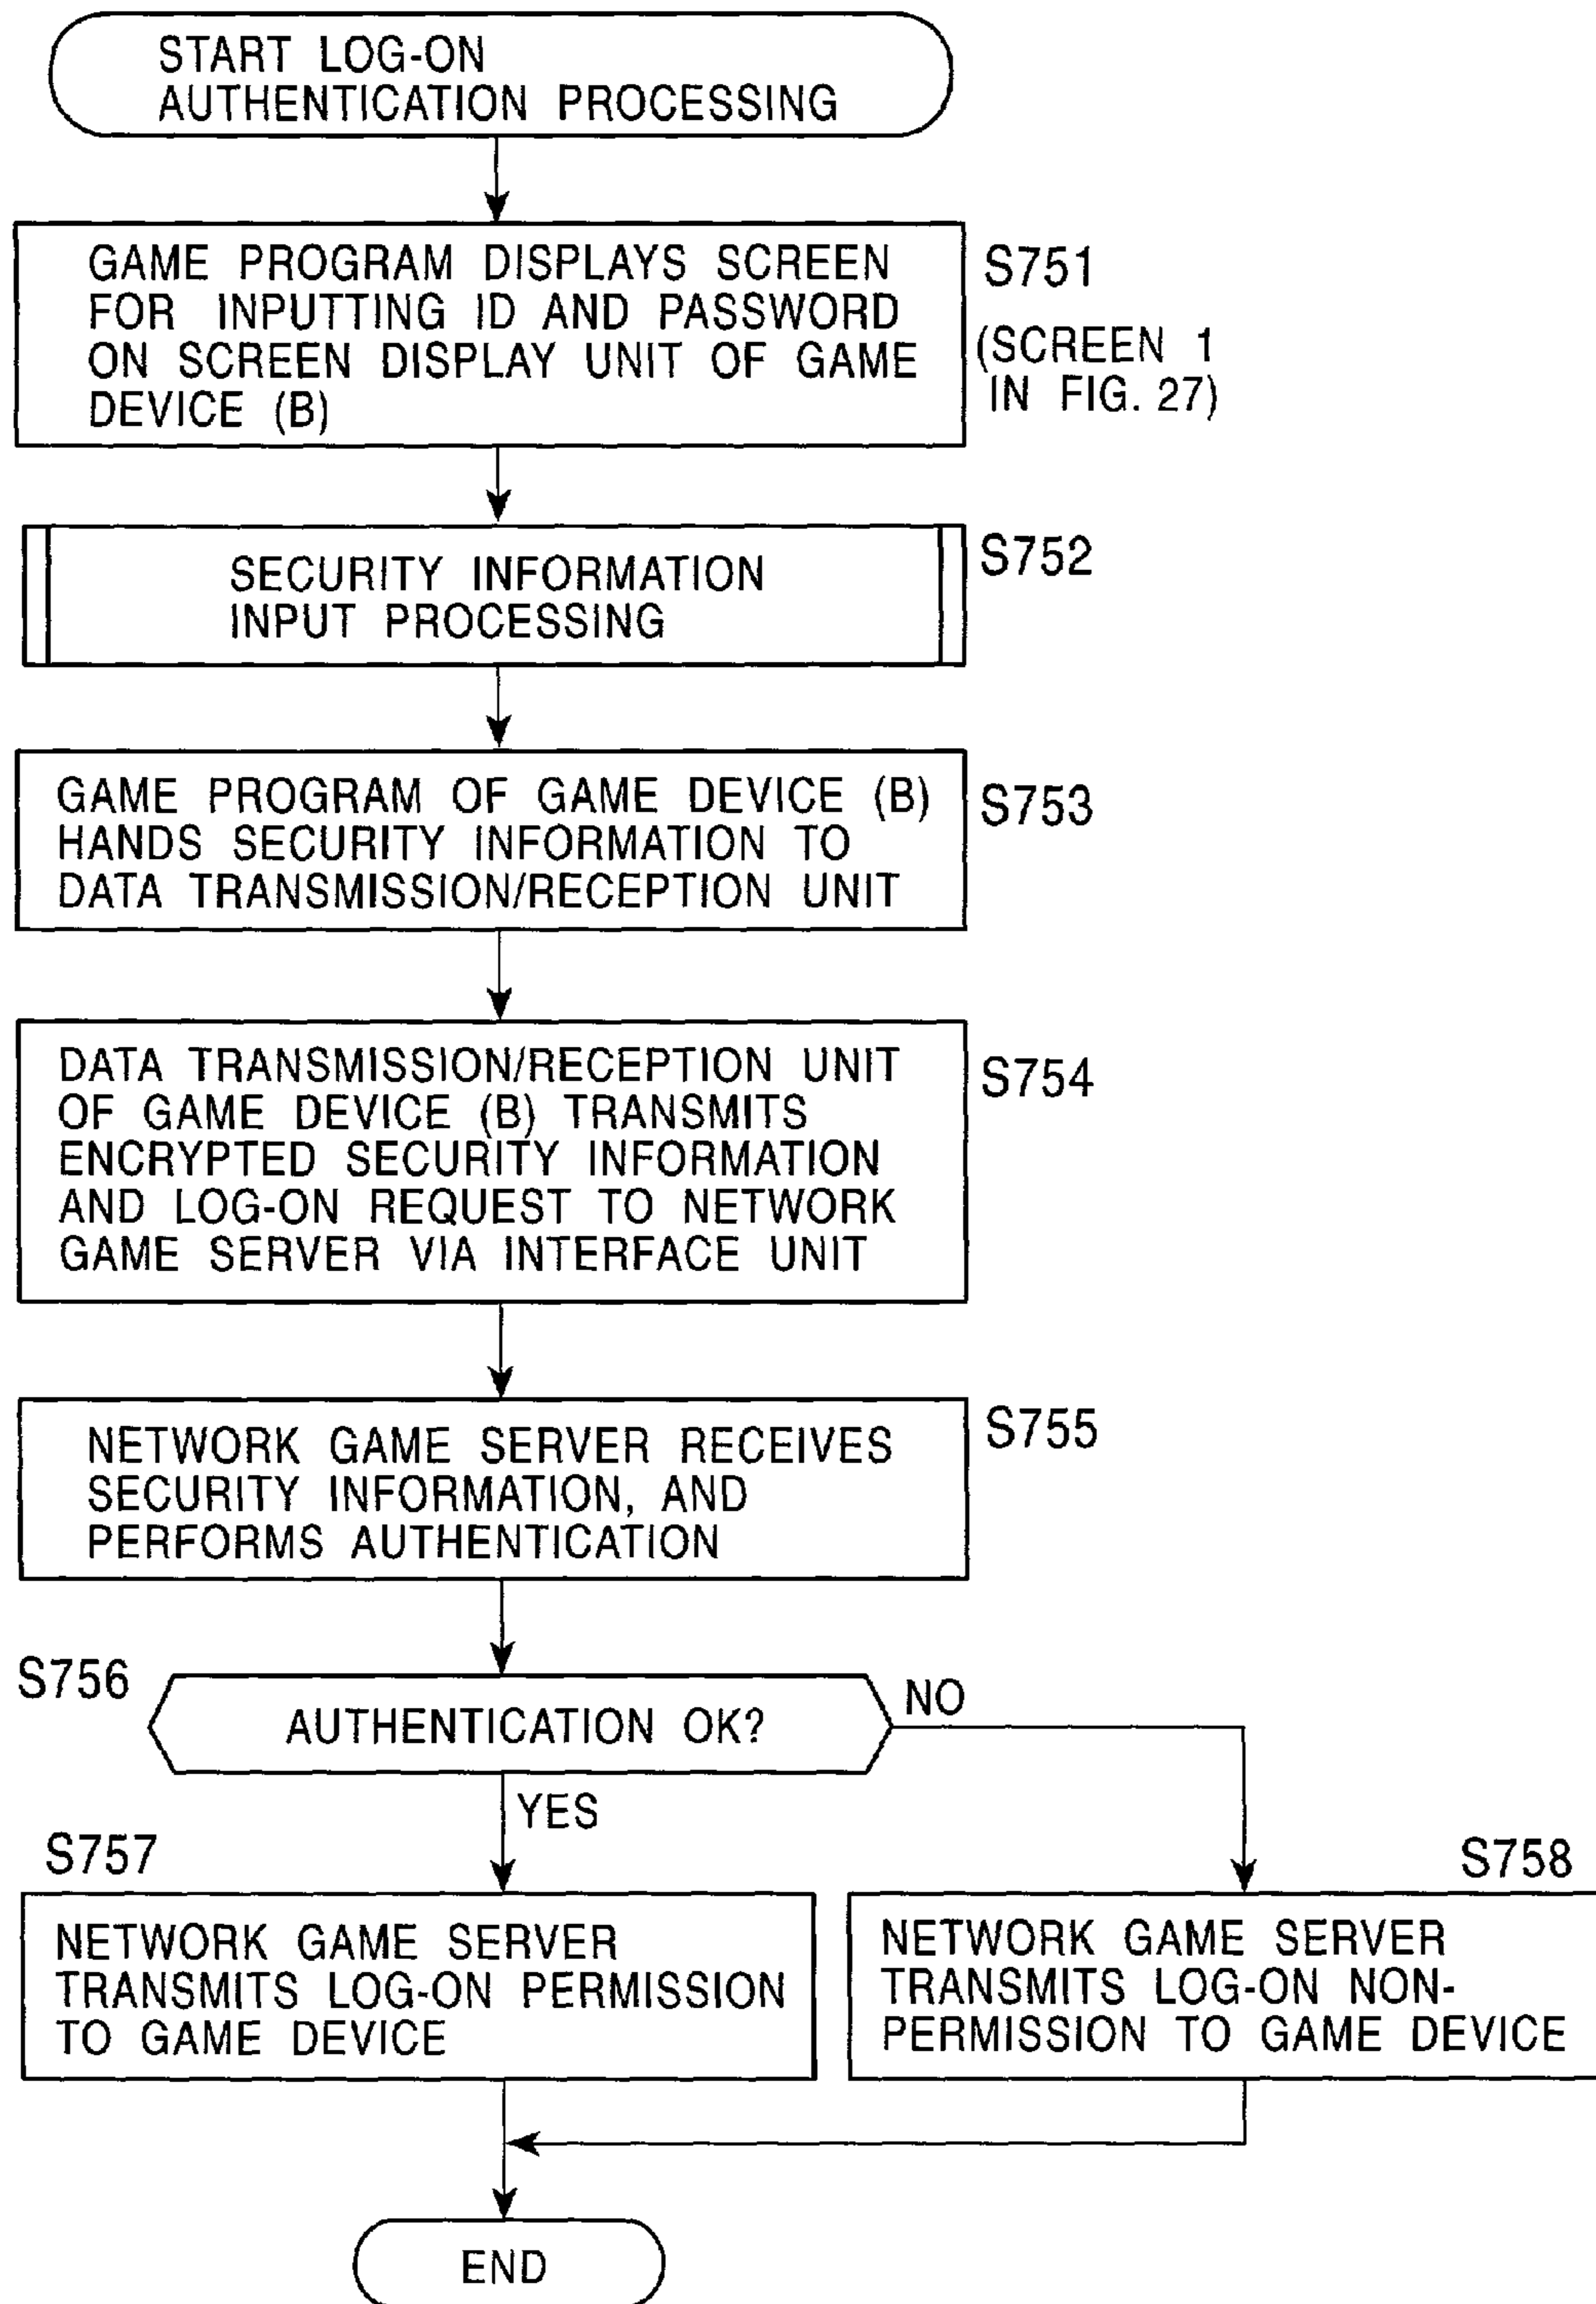 START LOG-ON
AUTHENTICATION PROCESSING
GAME PROGRAM DISPLAYS SCREEN
FOR INPUTTING ID AND PASSWORD
ON SCREEN DISPLAY UNIT OF GAME
DEVICE (B)
S751
(SCREEN 1
IN FIG. 27)
SECURITY INFORMATION
INPUT PROCESSING
S752
GAME PROGRAM OF GAME DEVICE (B)
HANDS SECURITY INFORMATION TO
DATA TRANSMISSION/RECEPTION UNIT
S753
DATA TRANSMISSION/RECEPTION UNIT
OF GAME DEVICE (B) TRANSMITS
ENCRYPTED SECURITY INFORMATION
AND LOG-ON REQUEST TO NETWORK
GAME SERVER VIA INTERFACE UNIT
S754
NETWORK GAME SERVER RECEIVES
SECURITY INFORMATION, AND
PERFORMS AUTHENTICATION
S755
S756
AUTHENTICATION OK?
NO
YES
S757
NETWORK GAME SERVER
TRANSMITS LOG-ON PERMISSION
TO GAME DEVICE
S758
NETWORK GAME SERVER
TRANSMITS LOG-ON NON-
PERMISSION TO GAME DEVICE
END